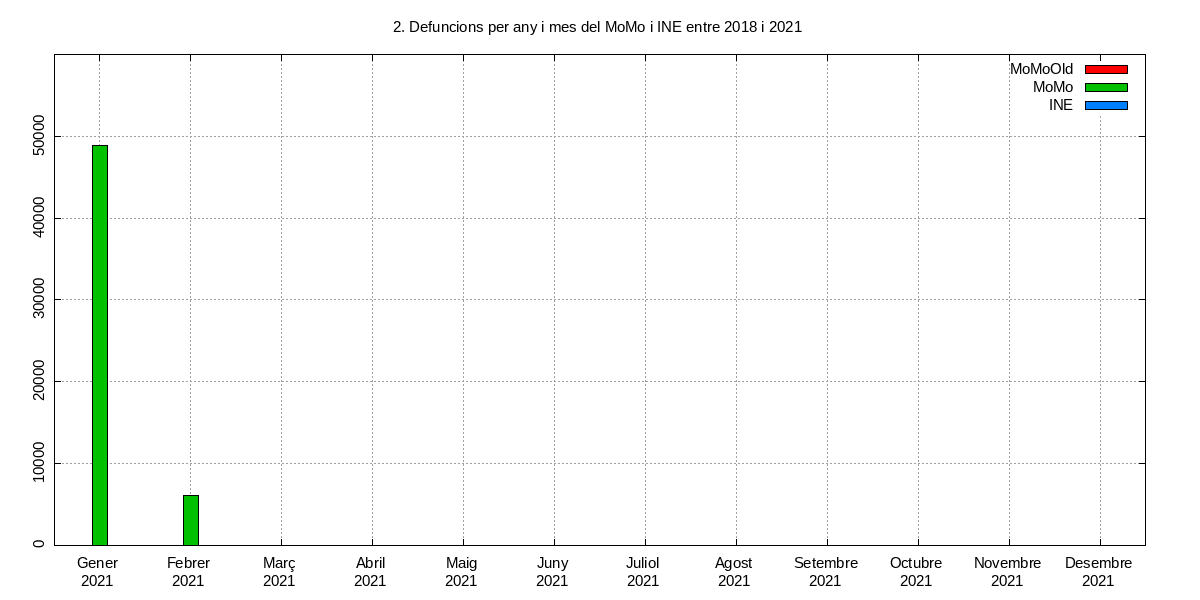 2. Defuncions per any i mes del MoMo i INE entre 2018 i 2021
MoMoOld
MoMo
INE
50000
40000
30000
20000
10000
0
Gener Febrer Març Abril Maig Juny Juliol Agost Setembre Octubre Novembre Desembre
2021 2021 2021 2021 2021 2021 2021 2021 2021 2021 2021 2021